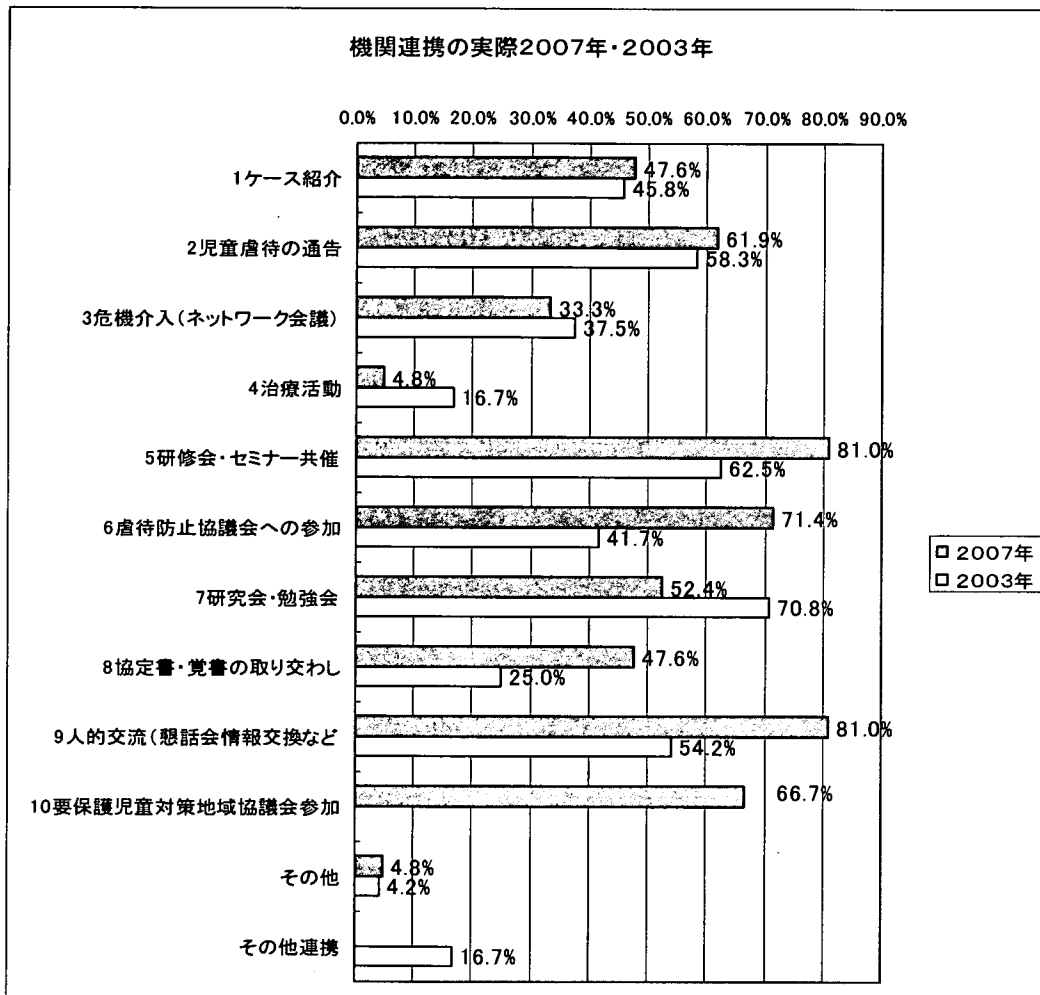 機関連携の実際2007年・2003年
0.0% 10.0% 20.0% 30.0% 40.0% 50.0% 60.0% 70.0% 80.0% 90.0%
1ケース紹介
47.6%
45.8%
2児童虐待の通告
61.9%
58.3%
3危機介入(ネットワーク会議)
33.3%
37.5%
4治療活動
4.8%
16.7%
5研修会・セミナー共催
81.0%
62.5%
6虐待防止協議会への参加
71.4%
41.7%
7研究会・勉強会
52.4%
70.8%
8協定書・覚書の取り交わし
47.6%
25.0%
9人的交流(懇話会情報交換など
81.0%
54.2%
10要保護児童対策地域協議会参加
66.7%
その他
4.8%
4.2%
その他連携
16.7%
2007年
2003年